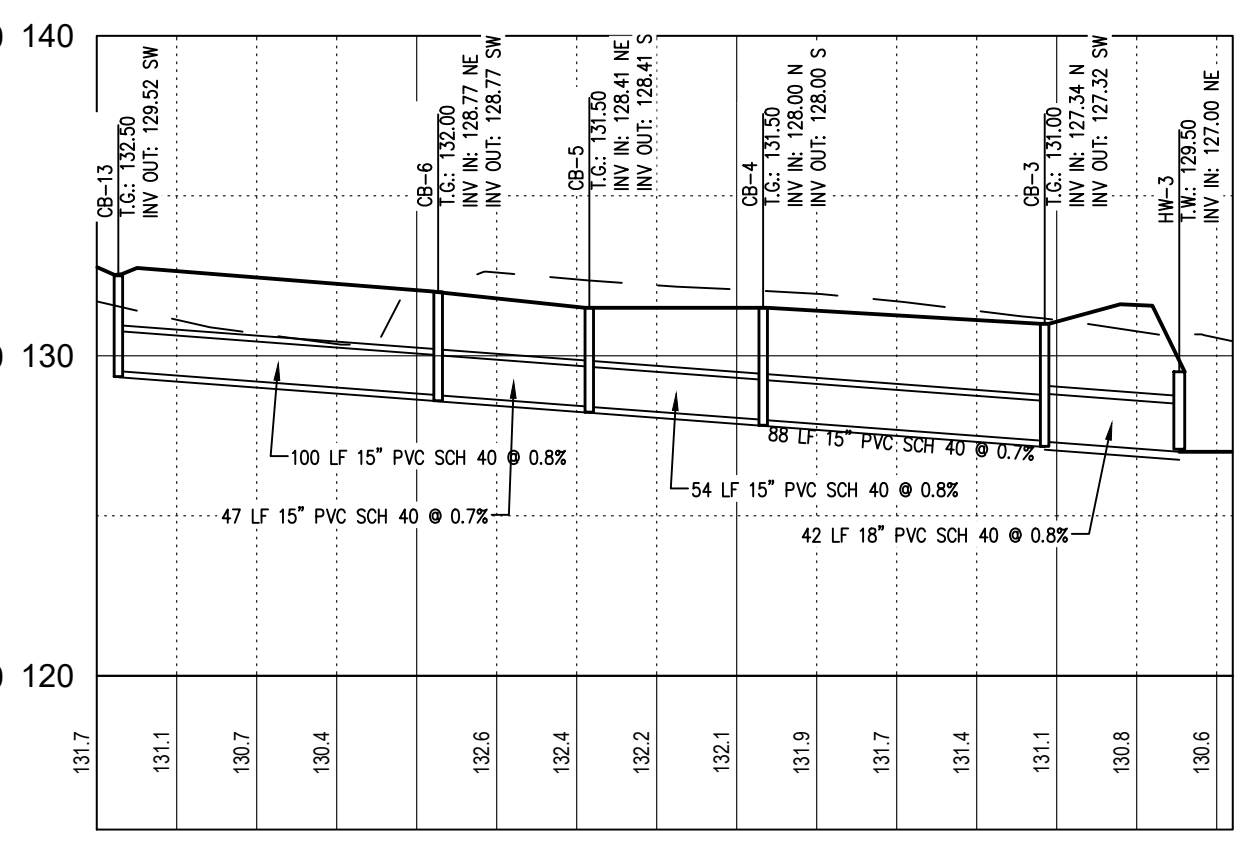 140
130
120
CB-13
T.G.: 132.50
INV OUT: 129.52 SW
CB-6
T.G.: 132.00
INV IN: 128.77 NE
INV OUT: 128.77 SW
CB-5
T.G.: 131.50
INV IN: 128.41 NE
INV OUT: 128.41 S
CB-4
T.G.: 131.50
INV IN: 128.00 N
INV OUT: 128.00 S
CB-3
T.G.: 131.00
INV IN: 127.34 N
INV OUT: 127.32 SW
HW-3
T.W.: 129.50
INV IN: 127.00 NE
100 LF 15" PVC SCH 40 @ 0.8%
47 LF 15" PVC SCH 40 @ 0.7%
54 LF 15" PVC SCH 40 @ 0.8%
88 LF 15" PVC SCH 40 @ 0.7%
42 LF 18" PVC SCH 40 @ 0.8%
131.7
131.1
130.7
130.4
132.6
132.4
132.2
132.1
131.9
131.7
131.4
131.1
130.8
130.6